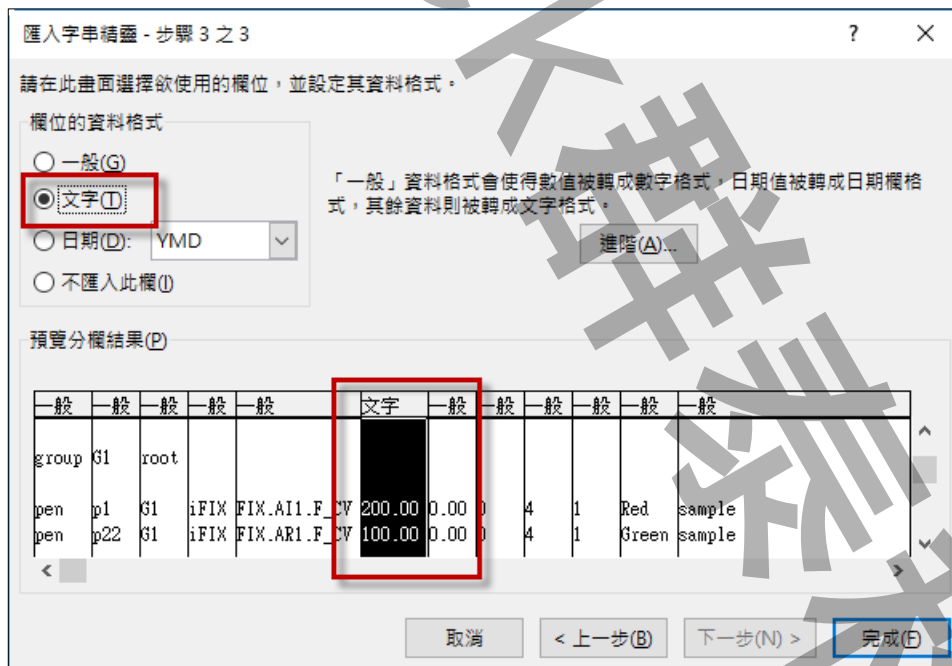 匯入字串精靈 - 步驟 3 之 3
請在此畫面選擇欲使用的欄位，並設定其資料格式。
欄位的資料格式
一般(G)
文字(T)
日期(D): YMD
不匯入此欄(I)
「一般」資料格式會使得數值被轉成數字格式，日期值被轉成日期欄格
式，其餘資料則被轉成文字格式。
進階(A)...
預覽分欄結果(P)
一般 一般 一般 一般 一般 文字 一般 一般 一般 一般 一般 一般
group G1 root
pen p1 G1 iFIX FIX.AI1.F_CV 200.00 0.00 0 4 1 Red sample
pen p22 G1 iFIX FIX.AR1.F_CV 100.00 0.00 0 4 1 Green sample
取消 < 上一步(B) 下一步(N) > 完成(F)